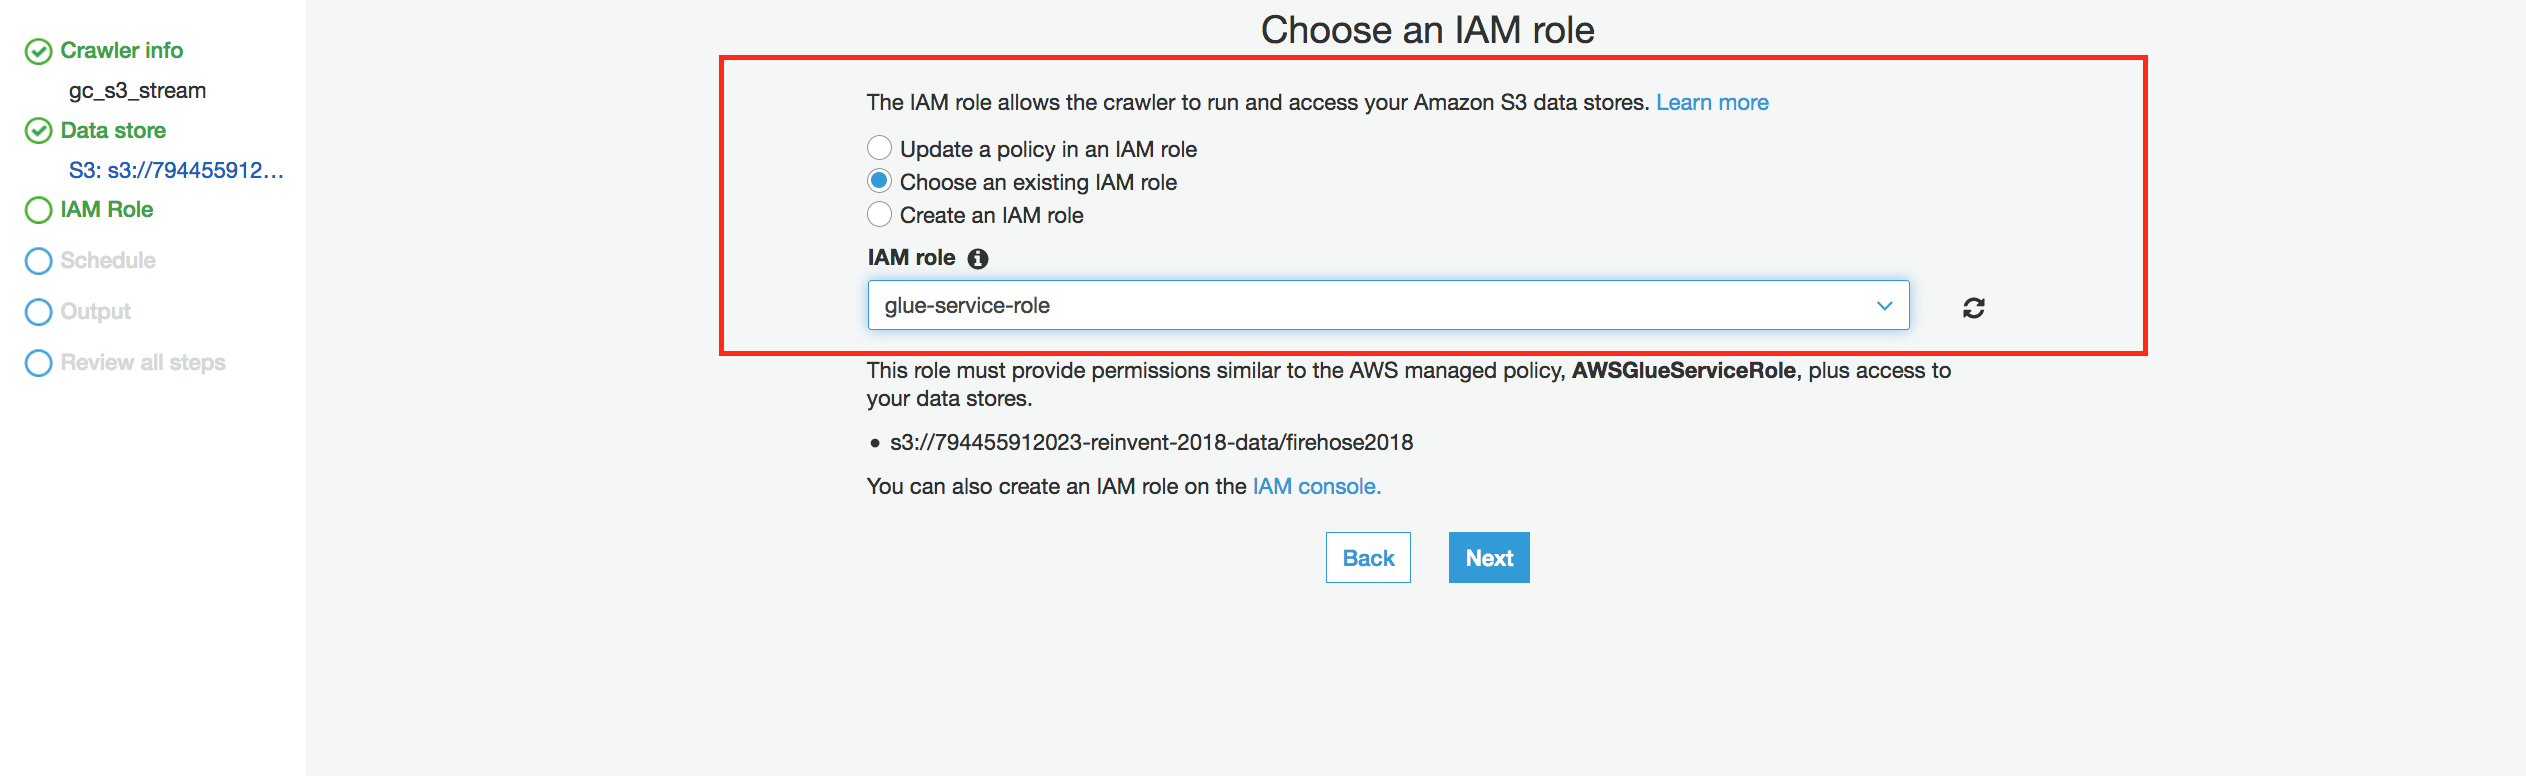 Crawler info
gc_s3_stream
Data store
S3: s3://794455912...
IAM Role
Schedule
Output
Review all steps
Choose an IAM role
The IAM role allows the crawler to run and access your Amazon S3 data stores. Learn more
Update a policy in an IAM role
Choose an existing IAM role
Create an IAM role
IAM role
glue-service-role
This role must provide permissions similar to the AWS managed policy, AWSGlueServiceRole, plus access to
your data stores.
s3://794455912023-reinvent-2018-data/firehose2018
You can also create an IAM role on the IAM console.
Back
Next